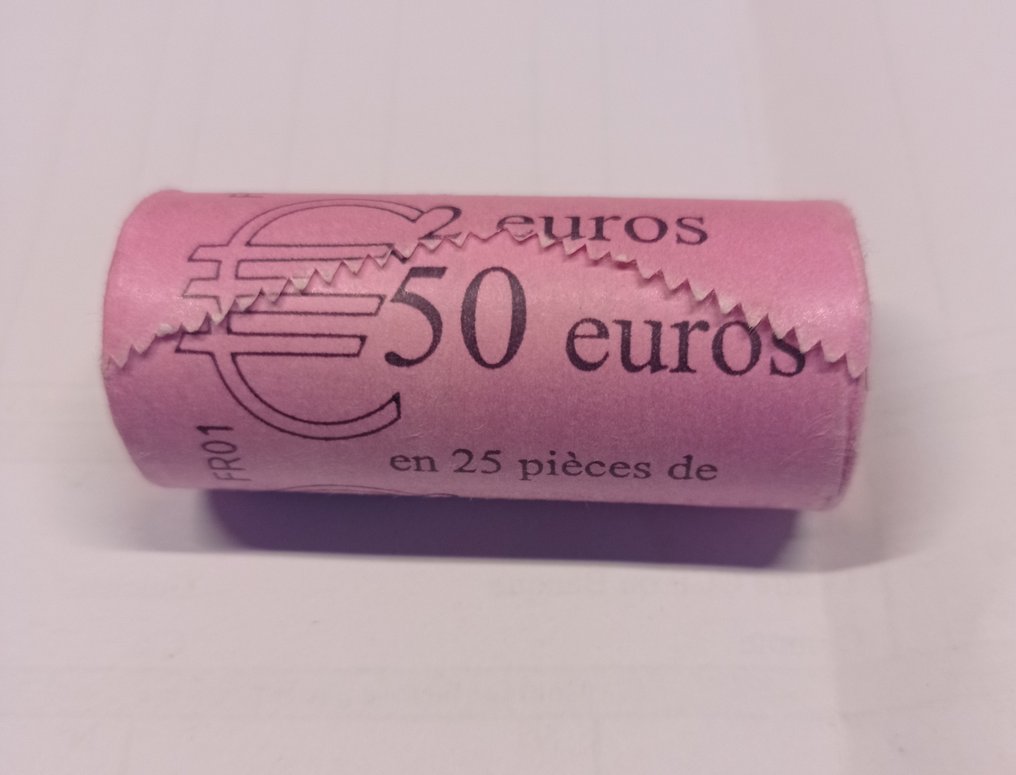 2 euros
€ 50 euros
en 25 pièces de
FR01